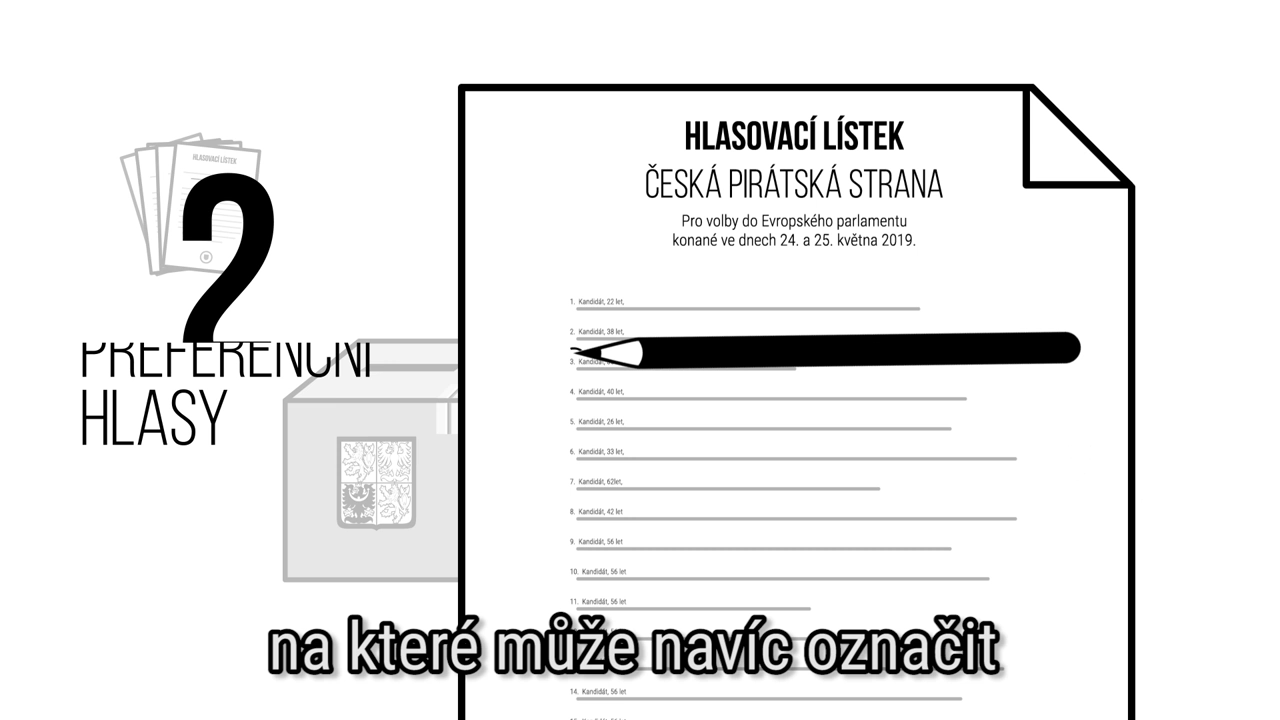 HLASOVACÍ LÍSTEK
2
PREFERENČNÍ
HLASY
HLASOVACÍ LÍSTEK
ČESKÁ PIRÁTSKÁ STRANA
Pro volby do Evropského parlamentu
konané ve dnech 24. a 25. května 2019.
1. Kandidát, 22 let,
2. Kandidát, 38 let,
3. Kandidát,
4. Kandidát, 40 let,
5. Kandidát, 26 let,
6. Kandidát, 33 let,
7. Kandidát, 62let,
8. Kandidát, 42 let
9. Kandidát, 56 let
10. Kandidát, 56 let
11. Kandidát, 56 let
na které může navíc označit
14. Kandidát, 56 let